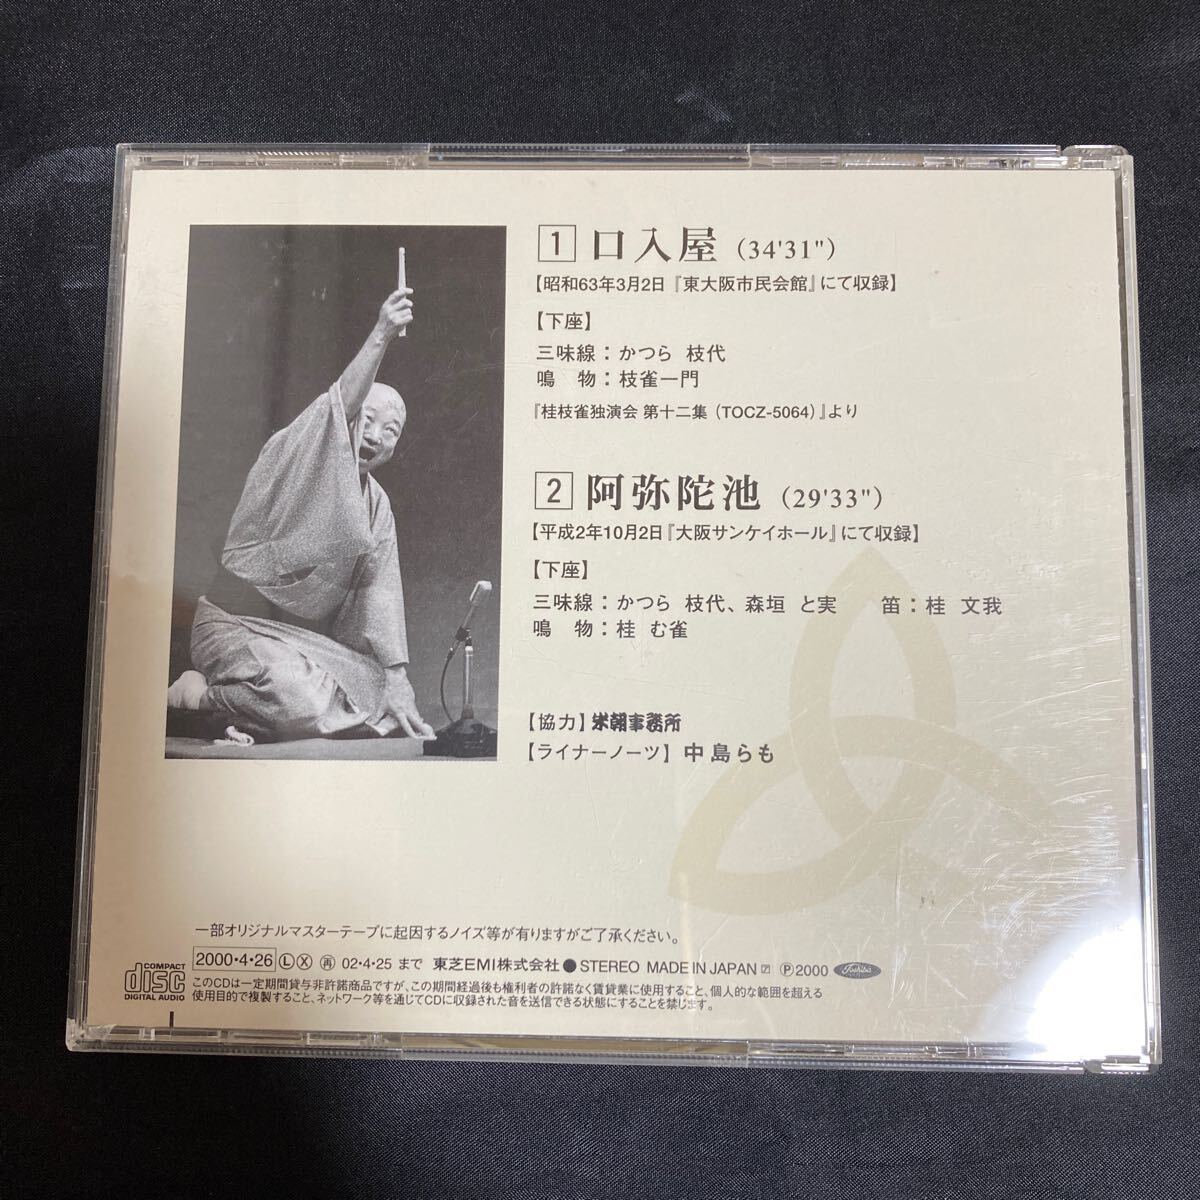 1 口入屋（34'31"）
【昭和63年3月2日『東大阪市民会館』にて収録】
【下座】
三味線：かつら 枝代
鳴 物：枝雀一門
『桂枝雀独演会 第十二集（TOCZ-5064）』より
2 阿弥陀池（29'33"）
【平成2年10月2日『大阪サンケイホール』にて収録】
【下座】
三味線：かつら 枝代、森垣 と実 笛：桂 文我
鳴 物：桂 む雀
【協力】米朝事務所
【ライナーノーツ】中島らも
一部オリジナルマスターテープに起因するノイズ等が有りますがご了承ください。
COMPACT disc DIGITAL AUDIO
2000・4・26 Ⓛ Ⓧ ㊢ 02・4・25 まで 東芝EMI株式会社●STEREO MADE IN JAPAN ℗2000 Toshiba
このCDは一定期間貸与非許諾商品ですが、この期間経過後も権利者の許諾なく賃貸業に使用すること、個人的な範囲を超える
使用目的で複製すること、ネットワーク等を通じてCDに収録された音を送信できる状態にすることを禁じます。